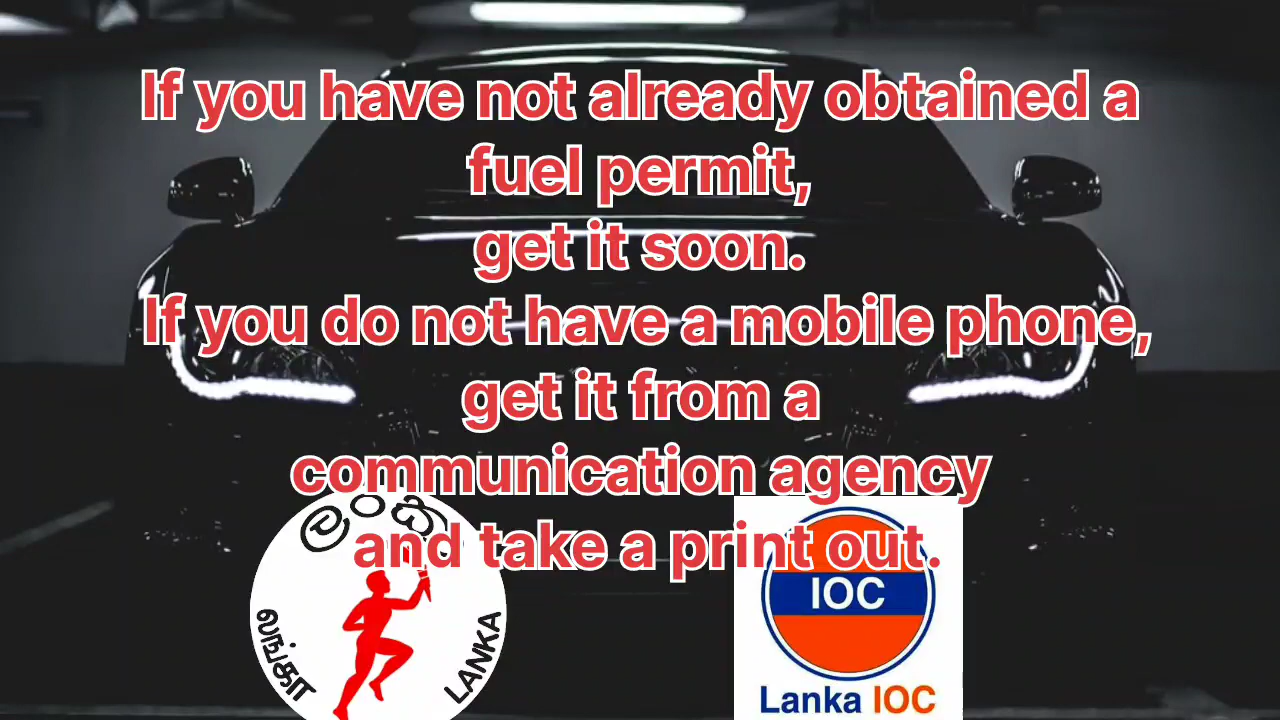 If you have not already obtained a
fuel permit,
get it soon.
If you do not have a mobile phone,
get it from a
communication agency
and take a print out.
ලංකා
லங்கா
LANKA
IOC
Lanka IOC